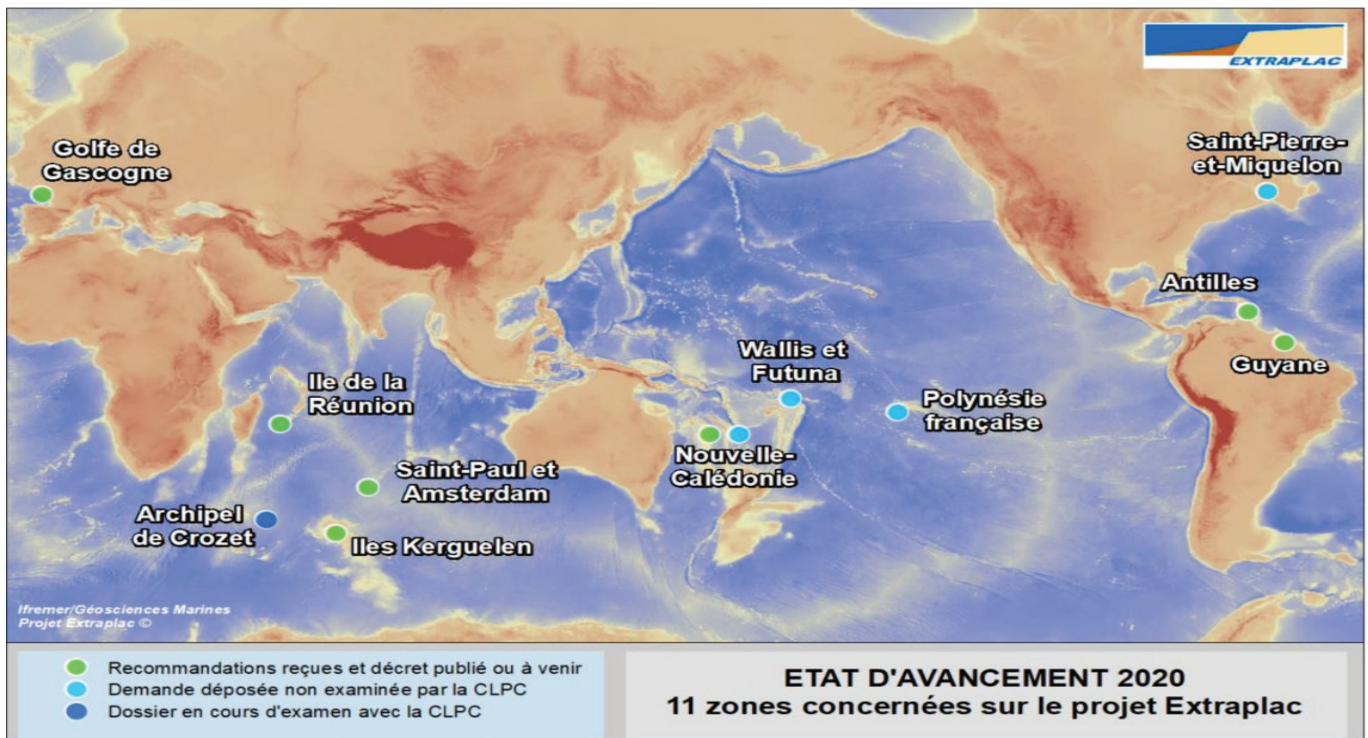 EXTRAPLAC
Golfe de
Gascogne
Saint-Pierre-
et-Miquelon
Antilles
Guyane
Wallis et
Futuna
Ile de la
Réunion
Polynésie
française
Nouvelle-
Calédonie
Saint-Paul et
Amsterdam
Archipel
de Crozet
Iles Kerguelen
Ifremer/Géosciences Marines
Projet Extraplac ©
Recommandations reçues et décret publié ou à venir
Demande déposée non examinée par la CLPC
Dossier en cours d'examen avec la CLPC
ETAT D'AVANCEMENT 2020
11 zones concernées sur le projet Extraplac